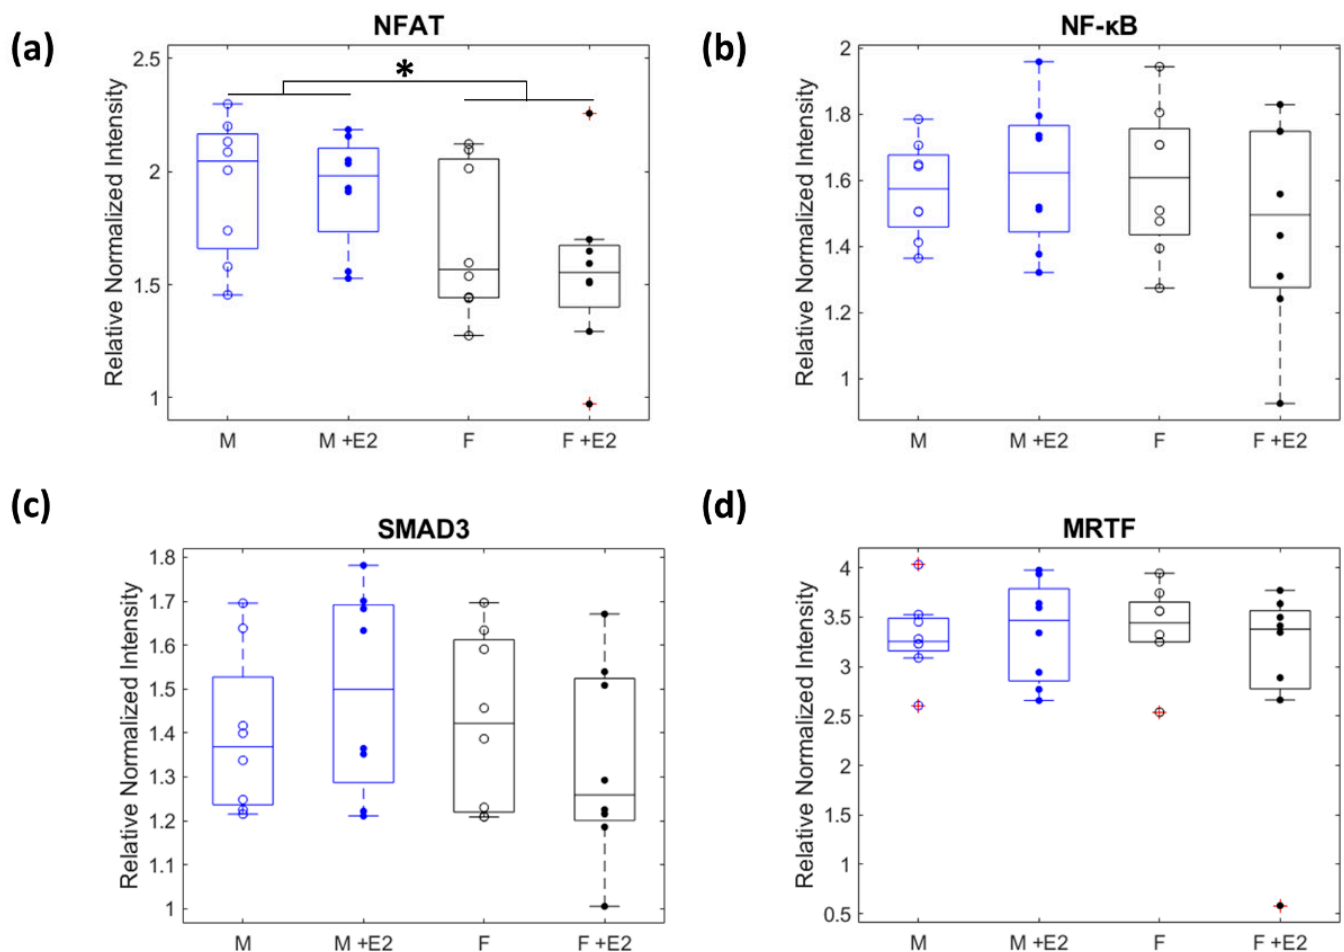 (a)
NFAT
Relative Normalized Intensity
2.5
2
1.5
1
*
M
M +E2
F
F +E2
(b)
NF-κB
Relative Normalized Intensity
2
1.8
1.6
1.4
1.2
1
M
M +E2
F
F +E2
(c)
SMAD3
Relative Normalized Intensity
1.8
1.7
1.6
1.5
1.4
1.3
1.2
1.1
1
M
M +E2
F
F +E2
(d)
MRTF
Relative Normalized Intensity
4
3.5
3
2.5
2
1.5
1
0.5
M
M +E2
F
F +E2